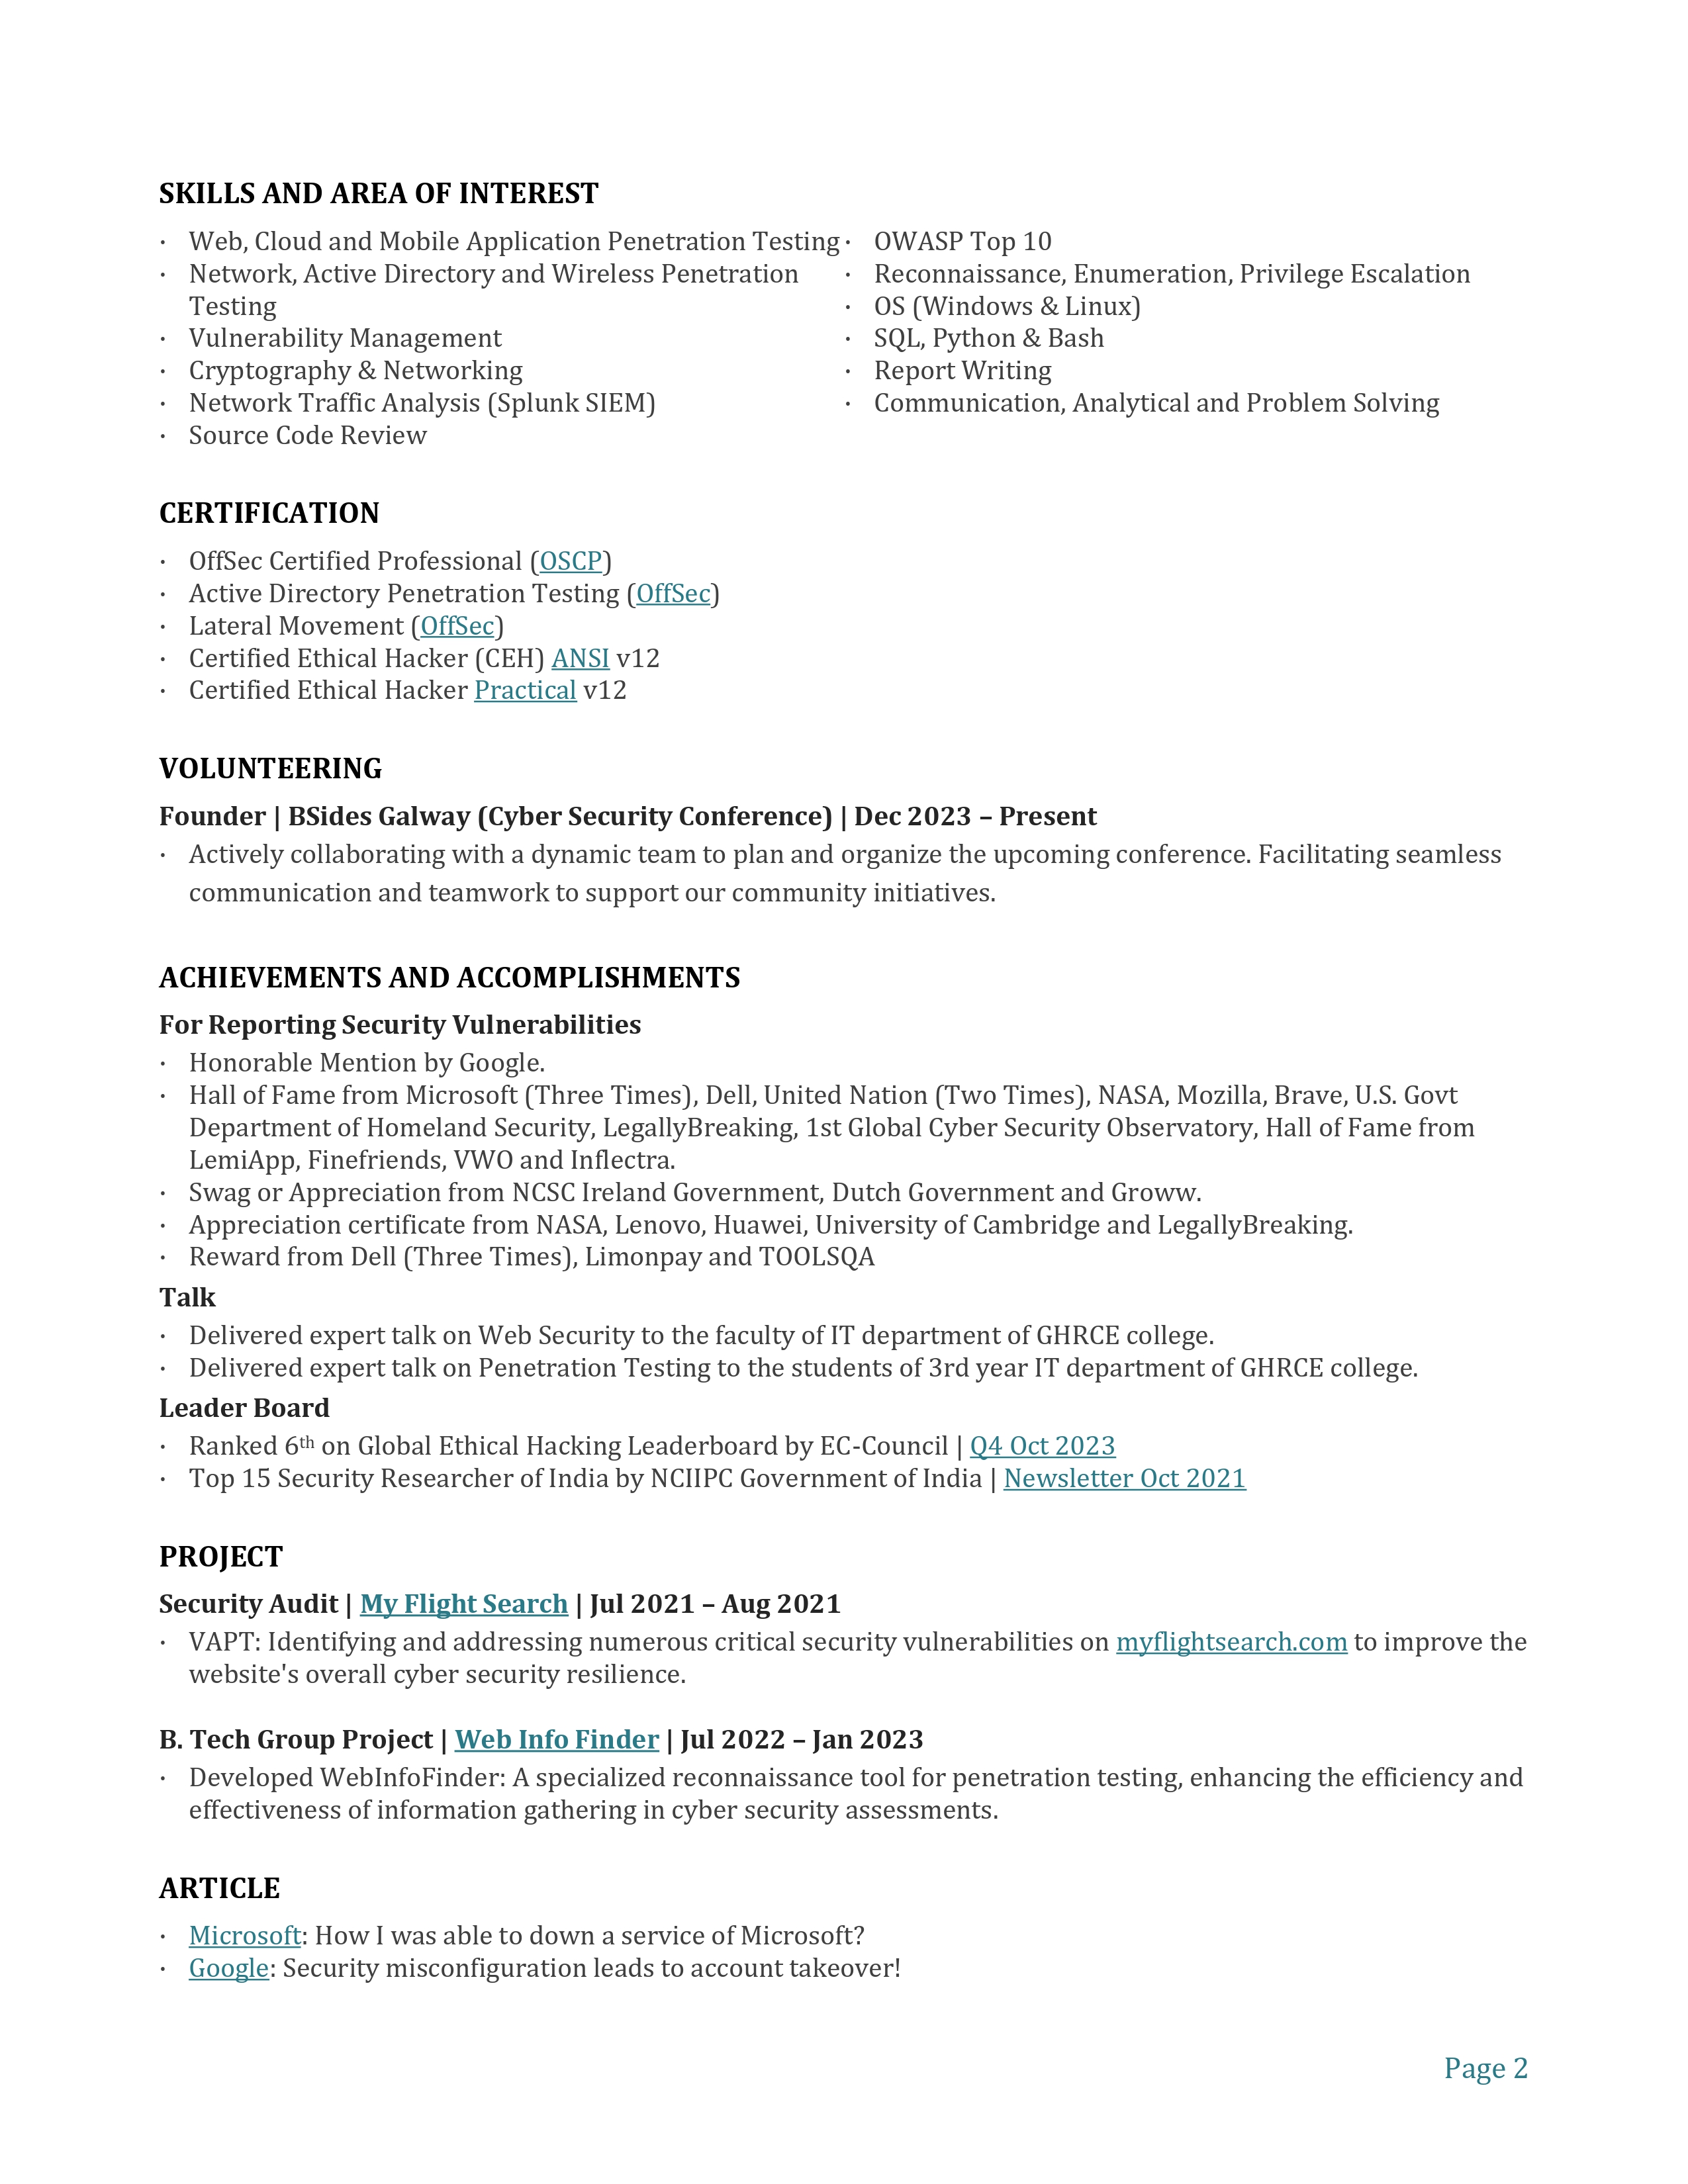 SKILLS AND AREA OF INTEREST
· Web, Cloud and Mobile Application Penetration Testing
· Network, Active Directory and Wireless Penetration
Testing
· Vulnerability Management
· Cryptography & Networking
· Network Traffic Analysis (Splunk SIEM)
· Source Code Review
· OWASP Top 10
· Reconnaissance, Enumeration, Privilege Escalation
· OS (Windows & Linux)
· SQL, Python & Bash
· Report Writing
· Communication, Analytical and Problem Solving
CERTIFICATION
· OffSec Certified Professional (OSCP)
· Active Directory Penetration Testing (OffSec)
· Lateral Movement (OffSec)
· Certified Ethical Hacker (CEH) ANSI v12
· Certified Ethical Hacker Practical v12
VOLUNTEERING
Founder | BSides Galway (Cyber Security Conference) | Dec 2023 – Present
· Actively collaborating with a dynamic team to plan and organize the upcoming conference. Facilitating seamless
communication and teamwork to support our community initiatives.
ACHIEVEMENTS AND ACCOMPLISHMENTS
For Reporting Security Vulnerabilities
· Honorable Mention by Google.
· Hall of Fame from Microsoft (Three Times), Dell, United Nation (Two Times), NASA, Mozilla, Brave, U.S. Govt
Department of Homeland Security, LegallyBreaking, 1st Global Cyber Security Observatory, Hall of Fame from
LemiApp, Finefriends, VWO and Inflectra.
· Swag or Appreciation from NCSC Ireland Government, Dutch Government and Groww.
· Appreciation certificate from NASA, Lenovo, Huawei, University of Cambridge and LegallyBreaking.
· Reward from Dell (Three Times), Limonpay and TOOLSQA
Talk
· Delivered expert talk on Web Security to the faculty of IT department of GHRCE college.
· Delivered expert talk on Penetration Testing to the students of 3rd year IT department of GHRCE college.
Leader Board
· Ranked 6th on Global Ethical Hacking Leaderboard by EC-Council | Q4 Oct 2023
· Top 15 Security Researcher of India by NCIIPC Government of India | Newsletter Oct 2021
PROJECT
Security Audit | My Flight Search | Jul 2021 – Aug 2021
· VAPT: Identifying and addressing numerous critical security vulnerabilities on myflightsearch.com to improve the
website's overall cyber security resilience.
B. Tech Group Project | Web Info Finder | Jul 2022 – Jan 2023
· Developed WebInfoFinder: A specialized reconnaissance tool for penetration testing, enhancing the efficiency and
effectiveness of information gathering in cyber security assessments.
ARTICLE
· Microsoft: How I was able to down a service of Microsoft?
· Google: Security misconfiguration leads to account takeover!
Page 2